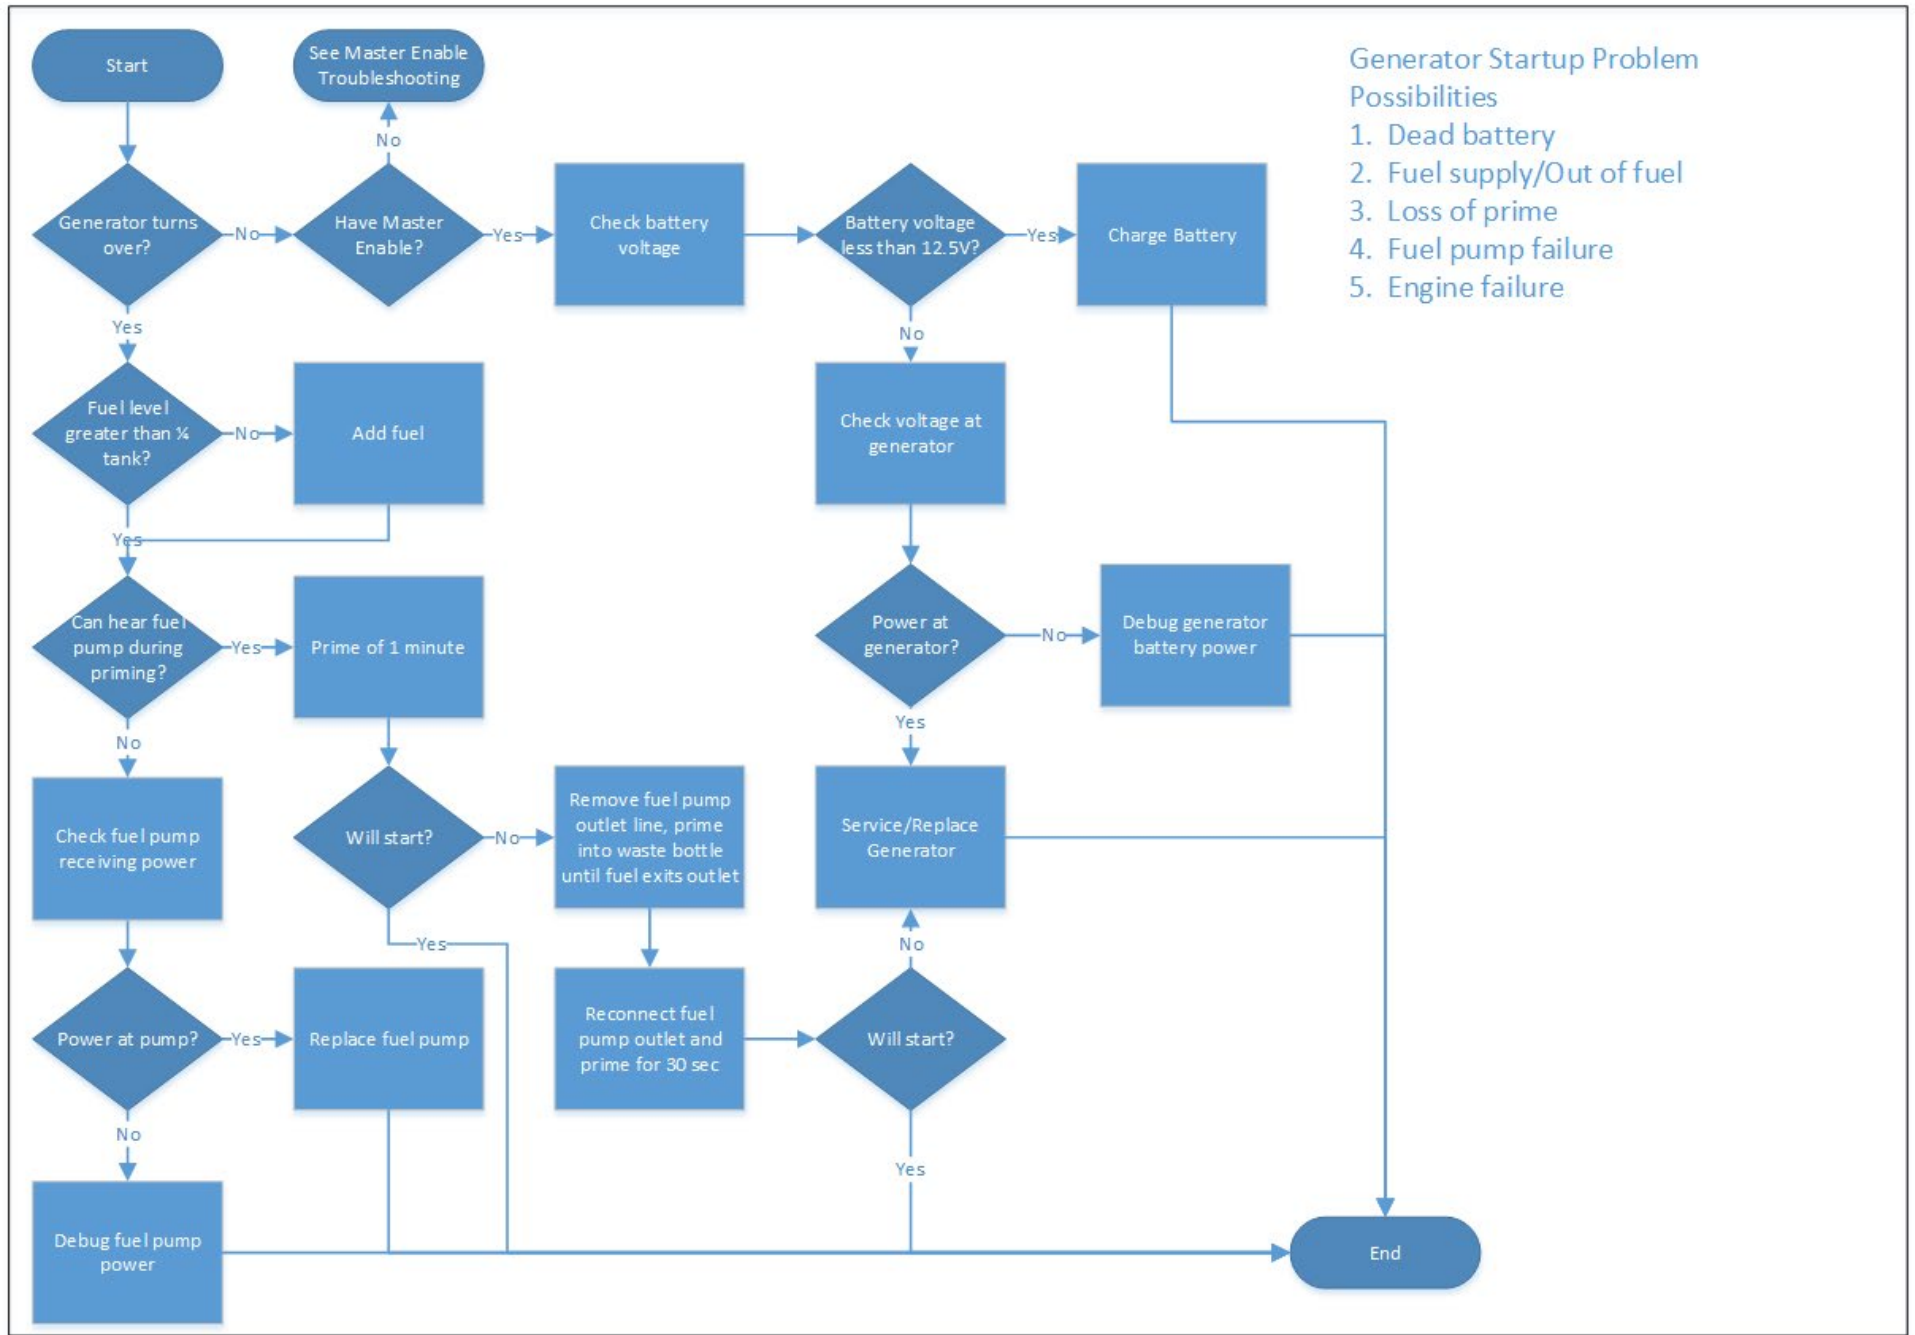 Start
See Master Enable
Troubleshooting
Generator Startup Problem
Possibilities
1. Dead battery
2. Fuel supply/Out of fuel
3. Loss of prime
4. Fuel pump failure
5. Engine failure
No
Generator turns
over?
No
Have Master
Enable?
Yes
Check battery
voltage
Battery voltage
less than 12.5V?
Yes
Charge Battery
Yes
No
Fuel level
greater than ¼
tank?
No
Add fuel
Check voltage at
generator
Yes
Can hear fuel
pump during
priming?
Yes
Prime of 1 minute
Power at
generator?
No
Debug generator
battery power
No
Yes
Check fuel pump
receiving power
Will start?
No
Remove fuel pump
outlet line, prime
into waste bottle
until fuel exits outlet
Service/Replace
Generator
Yes
No
Power at pump?
Yes
Replace fuel pump
Reconnect fuel
pump outlet and
prime for 30 sec
Will start?
No
Yes
Debug fuel pump
power
End